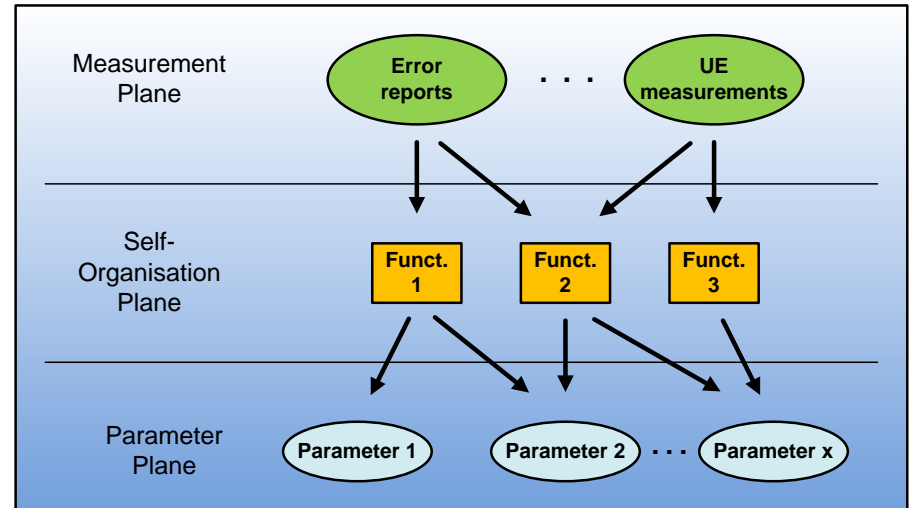 Measurement
Plane
Error
reports
. . .
UE
measurements
Self-
Organisation
Plane
Funct.
1
Funct.
2
Funct.
3
Parameter
Plane
Parameter 1
Parameter 2
. . .
Parameter x